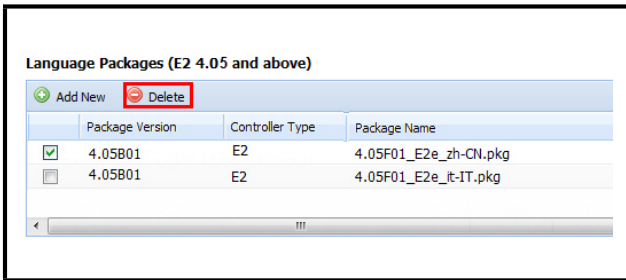 Language Packages (E2 4.05 and above)
Add New Delete
Package Version Controller Type Package Name
4.05B01 E2 4.05F01_E2e_zh-CN.pkg
4.05B01 E2 4.05F01_E2e_it-IT.pkg